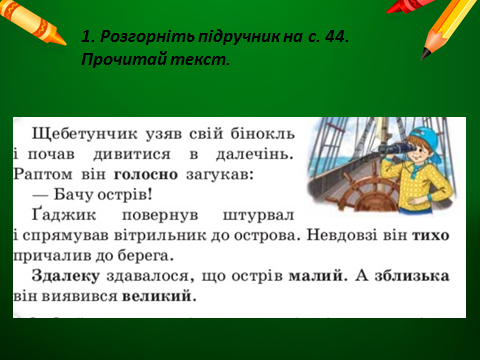 1. Розгорніть підручник на с. 44.
Прочитай текст.
Щебетунчик узяв свій бінокль
і почав дивитися в далечінь.
Раптом він голосно загукав:
— Бачу острів!
Ґаджик повернув штурвал
і спрямував вітрильник до острова. Невдовзі він тихо
причалив до берега.
Здалеку здавалося, що острів малий. А зблизька
він виявився великий.